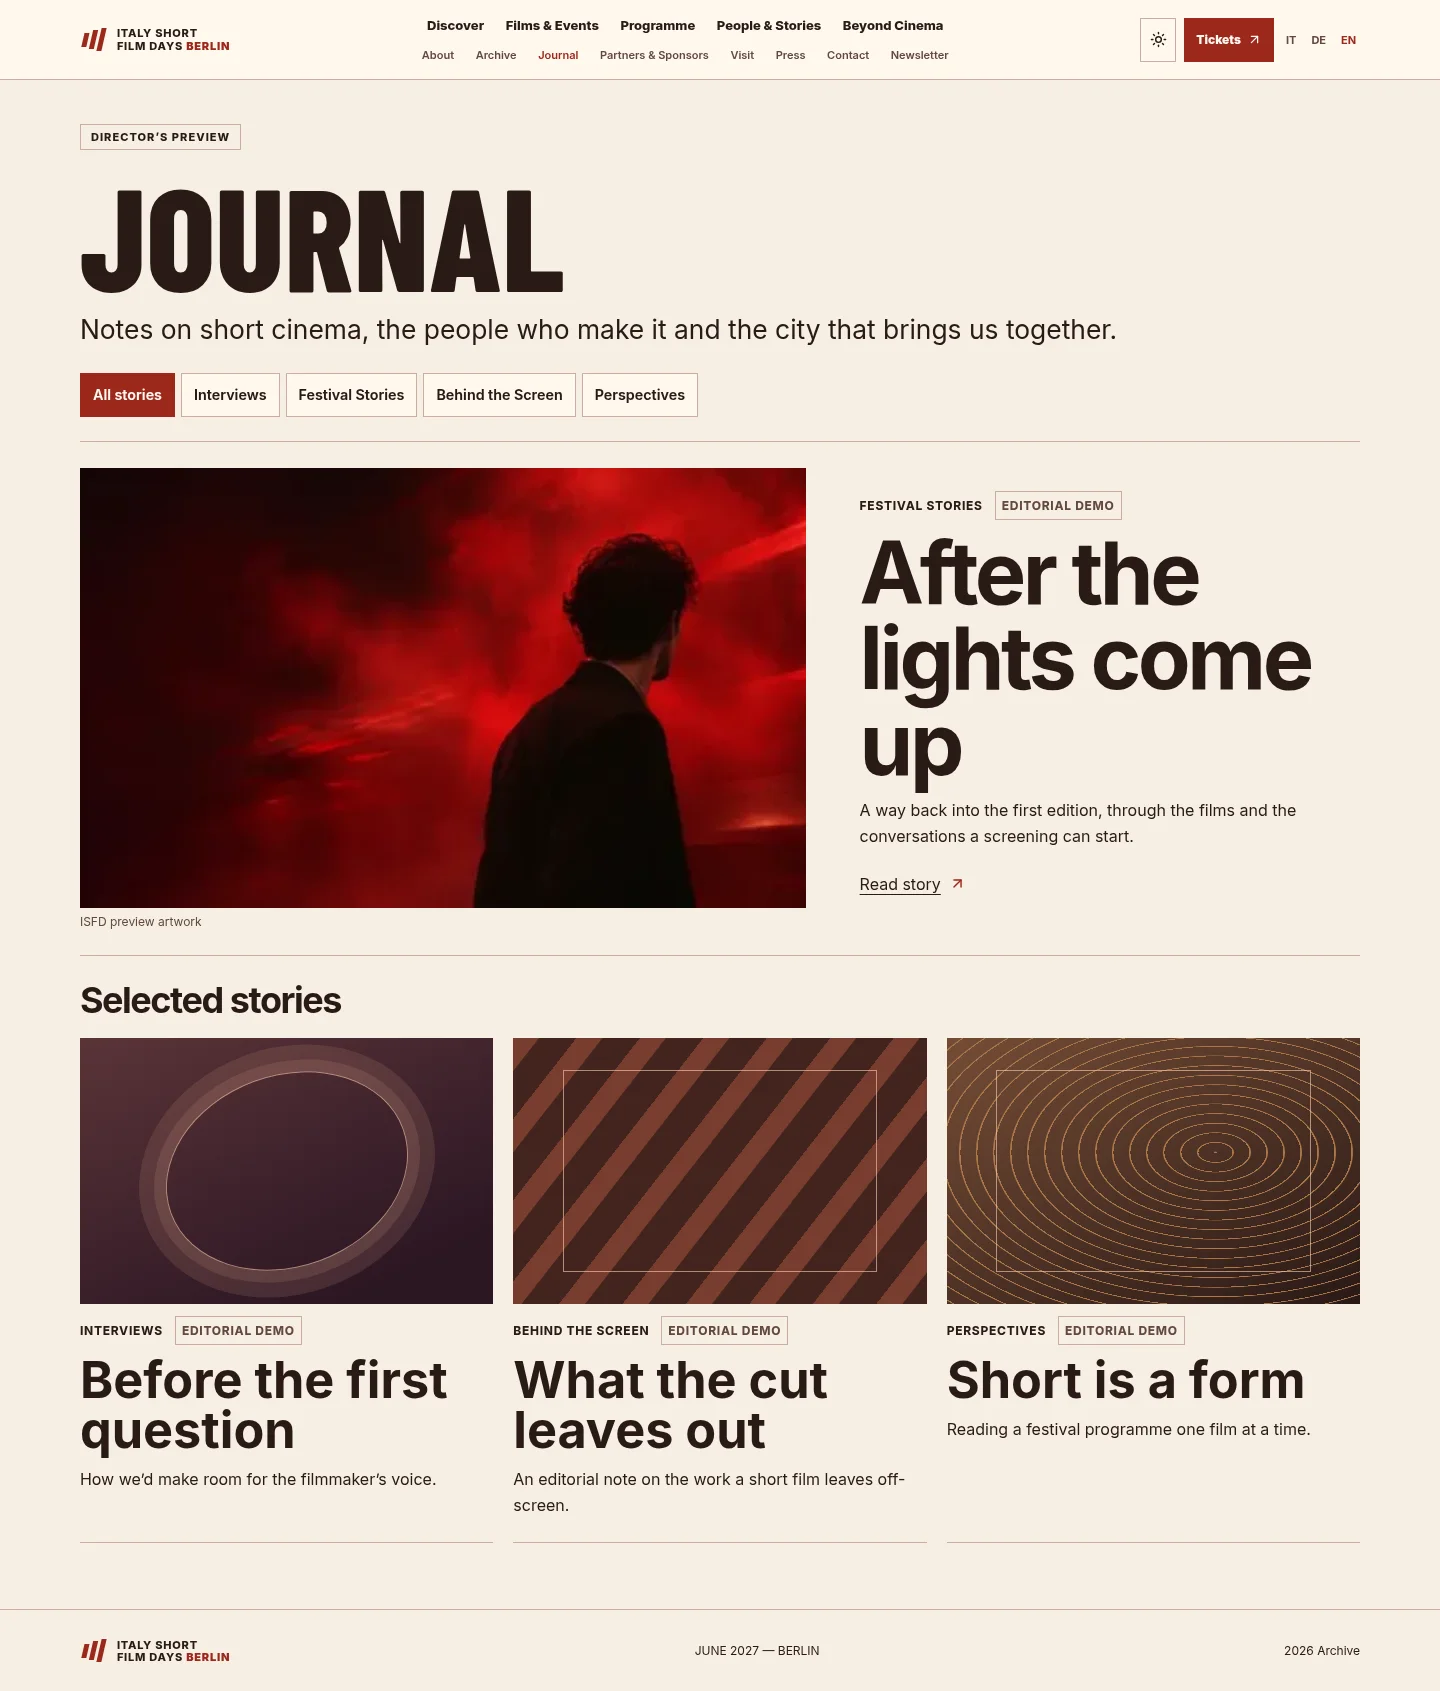 ITALY SHORT
FILM DAYS BERLIN
Discover Films & Events Programme People & Stories Beyond Cinema
About Archive Journal Partners & Sponsors Visit Press Contact Newsletter
Tickets
IT DE EN
DIRECTOR’S PREVIEW
JOURNAL
Notes on short cinema, the people who make it and the city that brings us together.
All stories Interviews Festival Stories Behind the Screen Perspectives
FESTIVAL STORIES EDITORIAL DEMO
After the
lights come
up
A way back into the first edition, through the films and the
conversations a screening can start.
Read story
ISFD preview artwork
Selected stories
INTERVIEWS EDITORIAL DEMO
Before the first
question
How we’d make room for the filmmaker’s voice.
BEHIND THE SCREEN EDITORIAL DEMO
What the cut
leaves out
An editorial note on the work a short film leaves off-
screen.
PERSPECTIVES EDITORIAL DEMO
Short is a form
Reading a festival programme one film at a time.
ITALY SHORT
FILM DAYS BERLIN
JUNE 2027 — BERLIN
2026 Archive